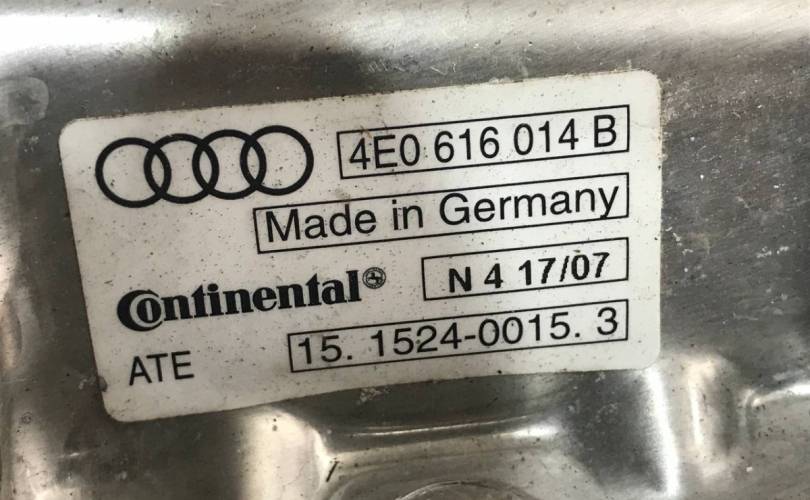 4E0 616 014 B
Made in Germany
Continental N 4 17/07
ATE 15. 1524-0015. 3